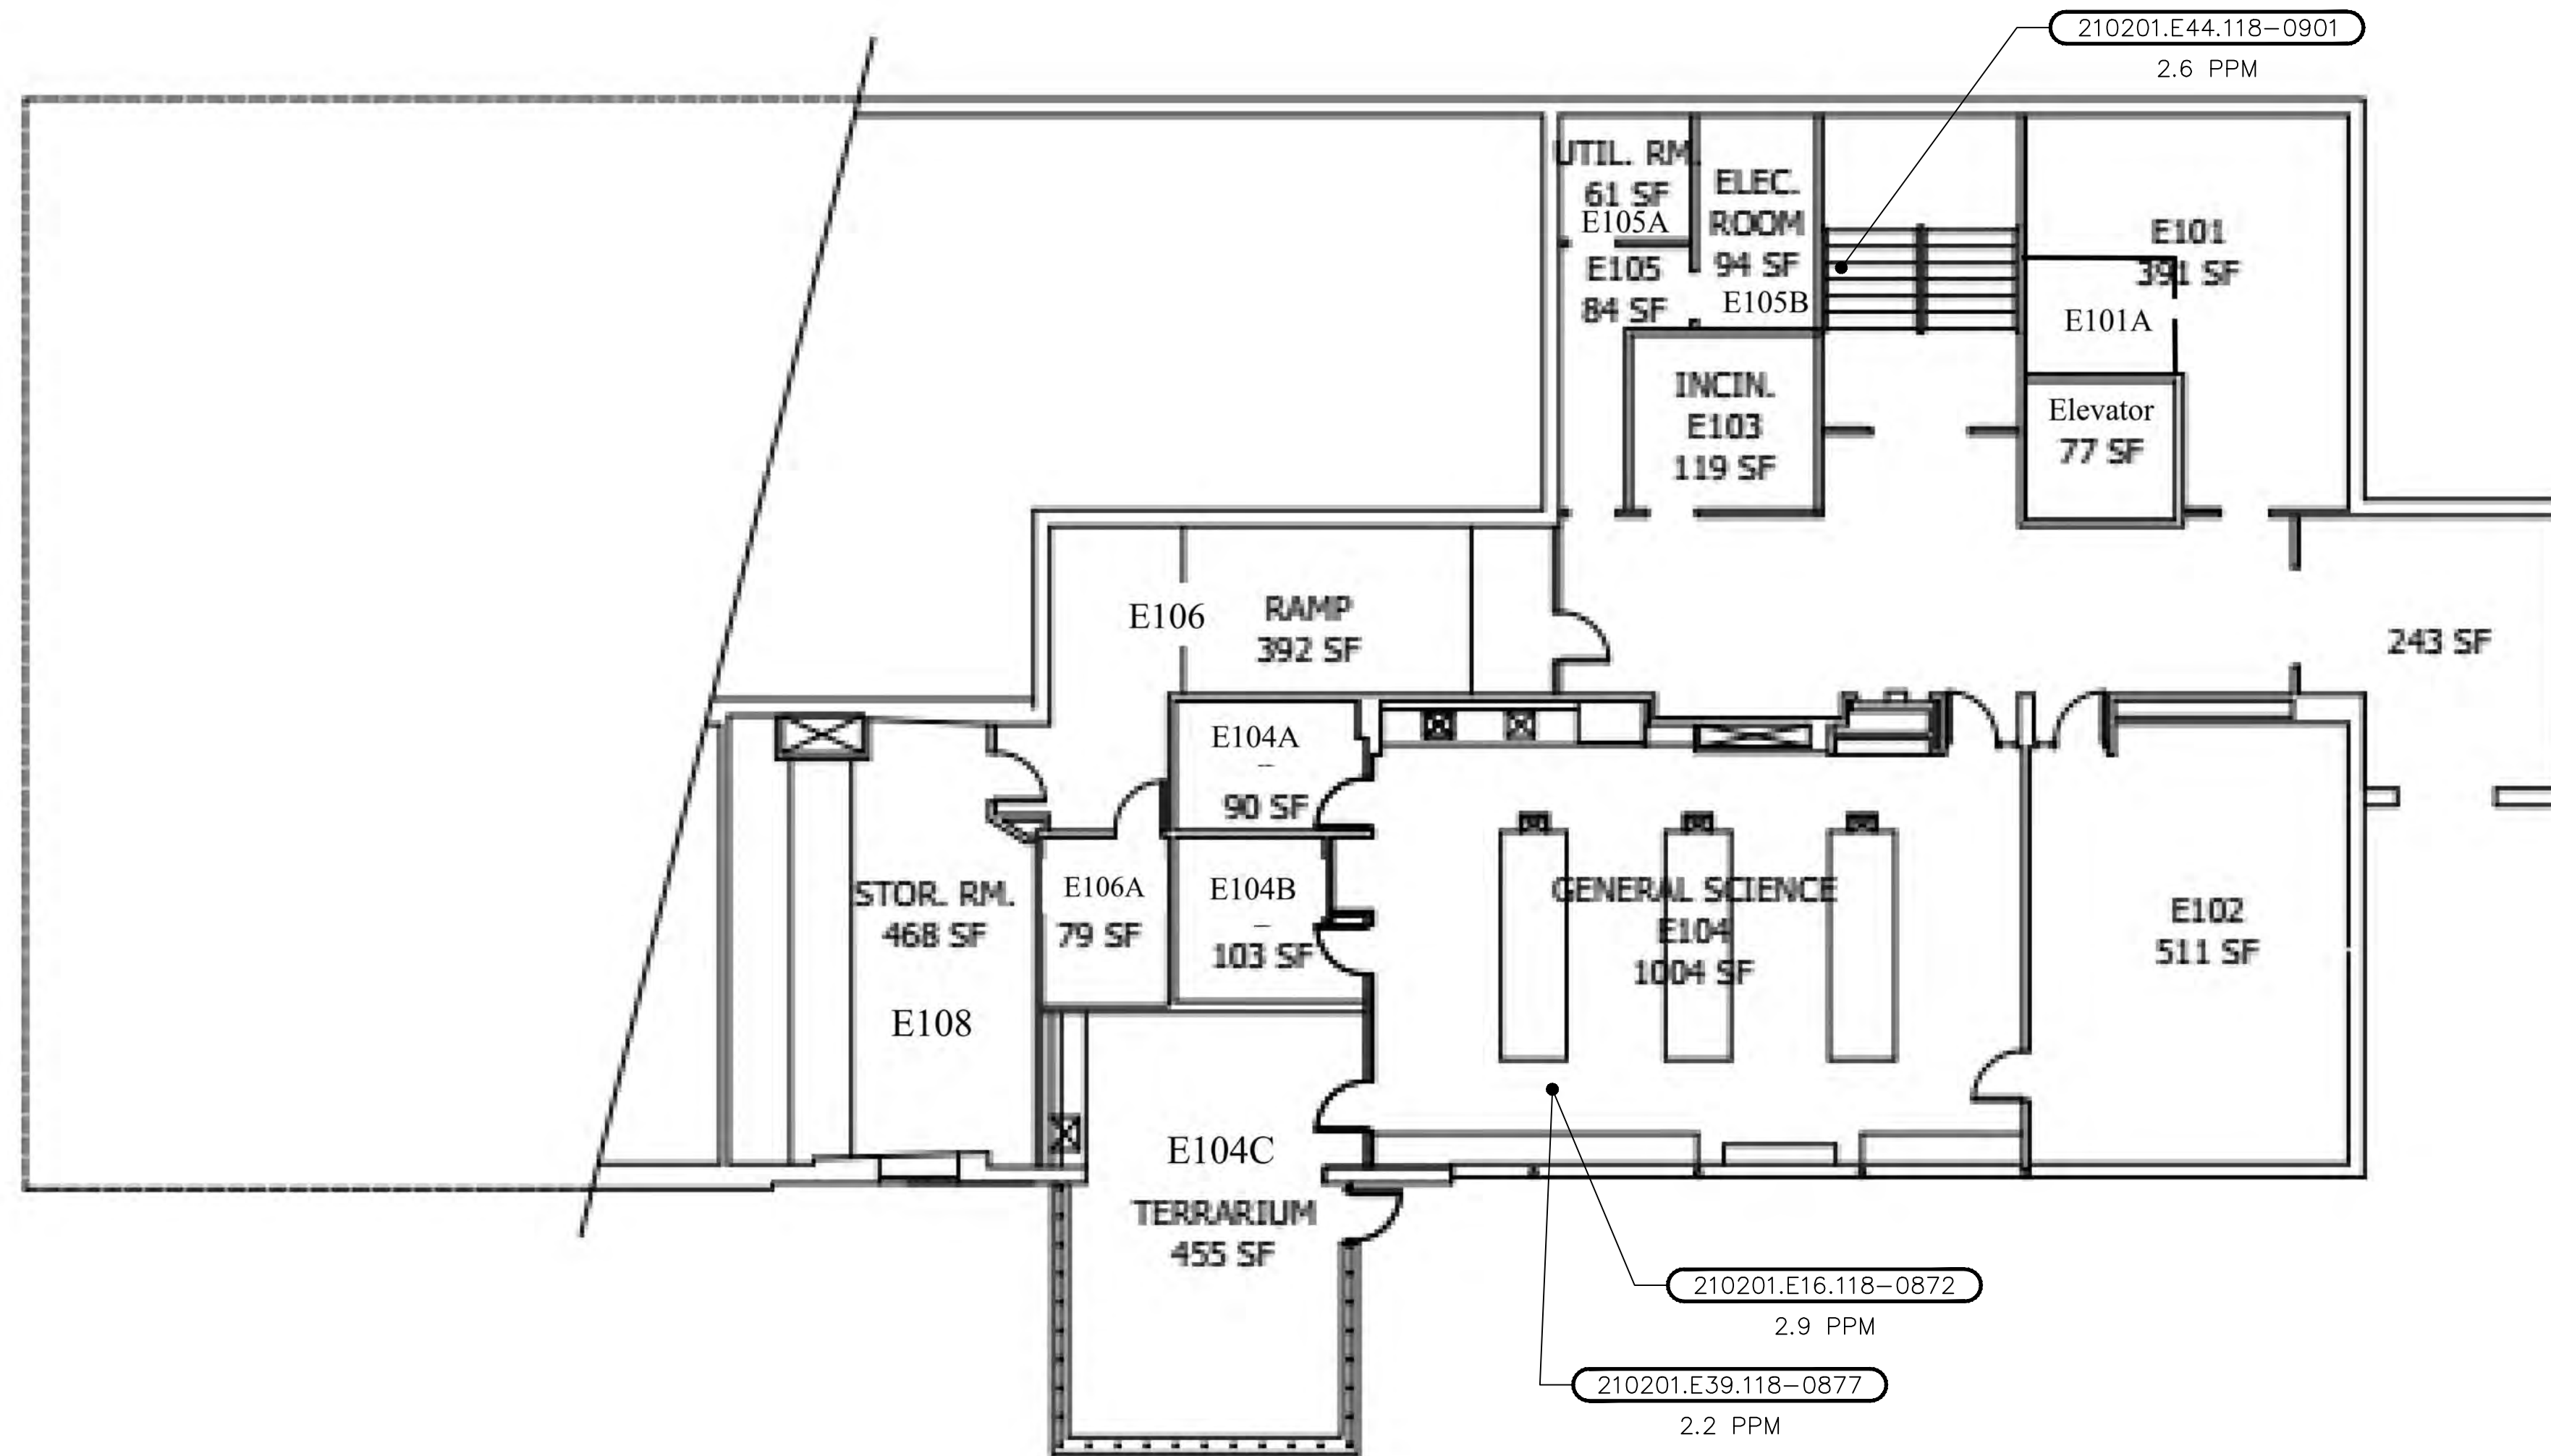 210201.E44.118-0901
2.6 PPM
UTIL. RM.
61 SF
E105A
E105
84 SF
ELEC.
ROOM
94 SF
E105B
E101
391 SF
E101A
INCIN.
E103
119 SF
Elevator
77 SF
E106
RAMP
392 SF
243 SF
E104A
90 SF
STOR. RM.
468 SF
E108
E106A
79 SF
E104B
103 SF
GENERAL SCIENCE
E104
1004 SF
E102
511 SF
E104C
TERRARIUM
455 SF
210201.E16.118-0872
2.9 PPM
210201.E39.118-0877
2.2 PPM